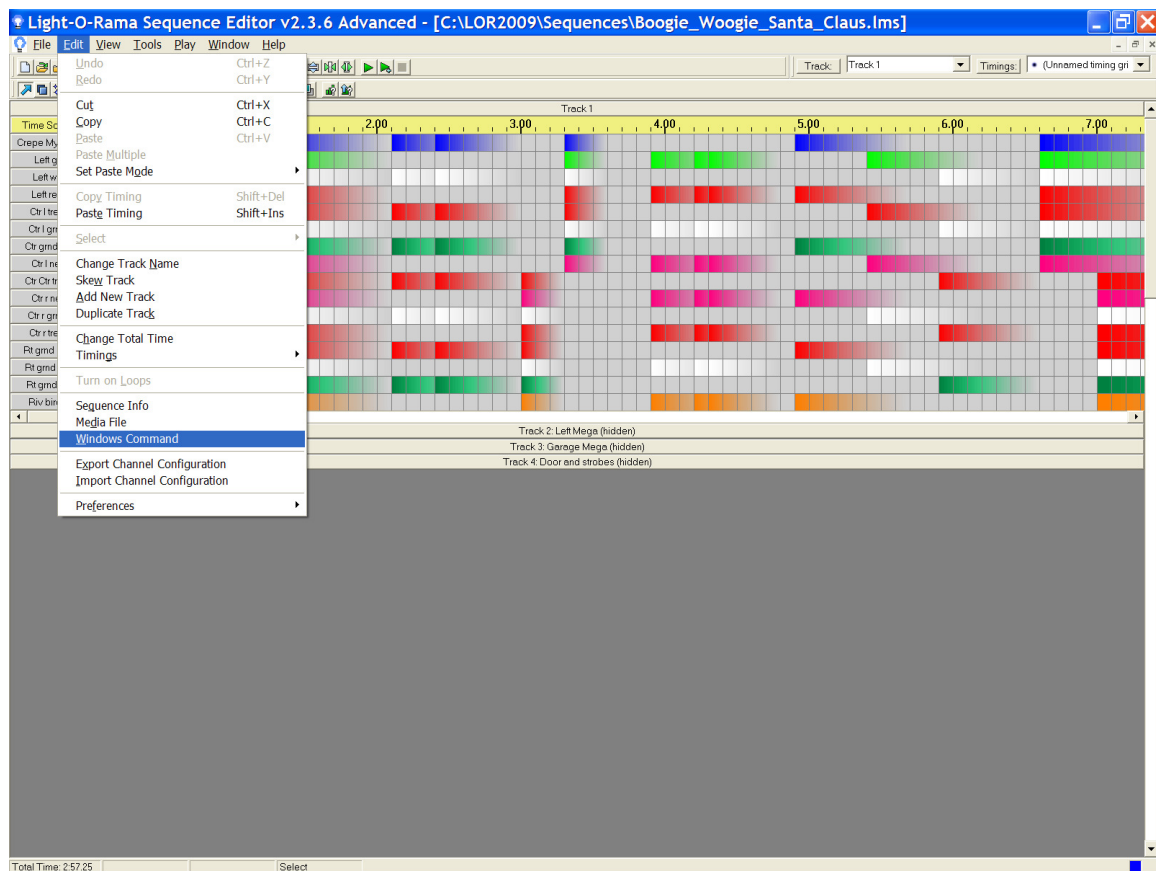 Light-O-Rama Sequence Editor v2.3.6 Advanced - [C:\LOR2009\Sequences\Boogie_Woogie_Santa_Claus.lms]
File Edit View Tools Play Window Help
Track: Track 1 Timings: (Unnamed timing gri
Undo Ctrl+Z
Redo Ctrl+Y
Cut Ctrl+X
Copy Ctrl+C
Paste Ctrl+V
Paste Multiple
Set Paste Mode
Copy Timing Shift+Del
Paste Timing Shift+Ins
Select
Change Track Name
Skew Track
Add New Track
Duplicate Track
Change Total Time
Timings
Turn on Loops
Sequence Info
Media File
Windows Command
Export Channel Configuration
Import Channel Configuration
Preferences
Track 1
Time Sc 2.00 3.00 4.00 5.00 6.00 7.00
Crepe My
Left g
Left w
Left re
Ctr l tre
Ctr l grn
Ctr grnd
Ctr l ne
Ctr Ctr tr
Ctr r ne
Ctr r grn
Ctr r tre
Rt grnd
Rt grnd
Rt grnd
Riv birc
Track 2: Left Mega (hidden)
Track 3: Garage Mega (hidden)
Track 4: Door and strobes (hidden)
Total Time: 2:57.25 Select